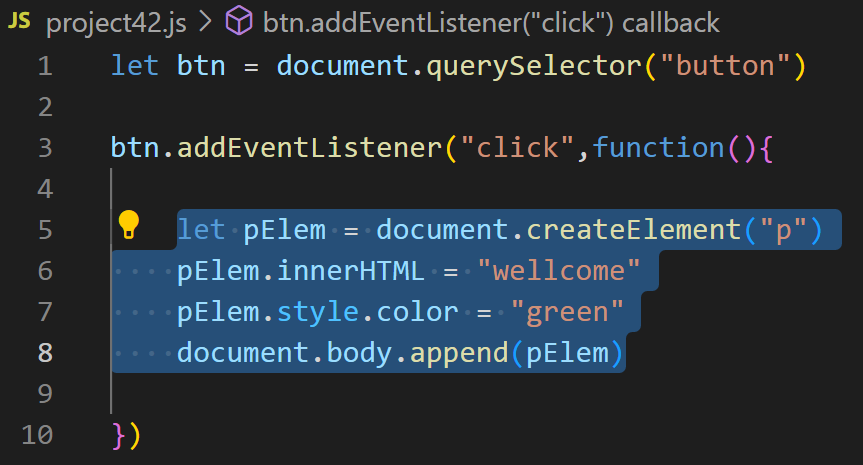 JS project42.js > btn.addEventListener("click") callback
1 let btn = document.querySelector("button")
2
3 btn.addEventListener("click",function(){
4
5 let pElem = document.createElement("p")
6 pElem.innerHTML = "wellcome"
7 pElem.style.color = "green"
8 document.body.append(pElem)
9
10 })